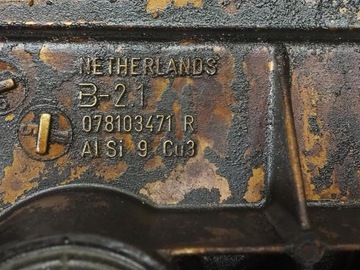 NETHERLANDS
B-2.1
078103471 R
Al Si 9 Cu3